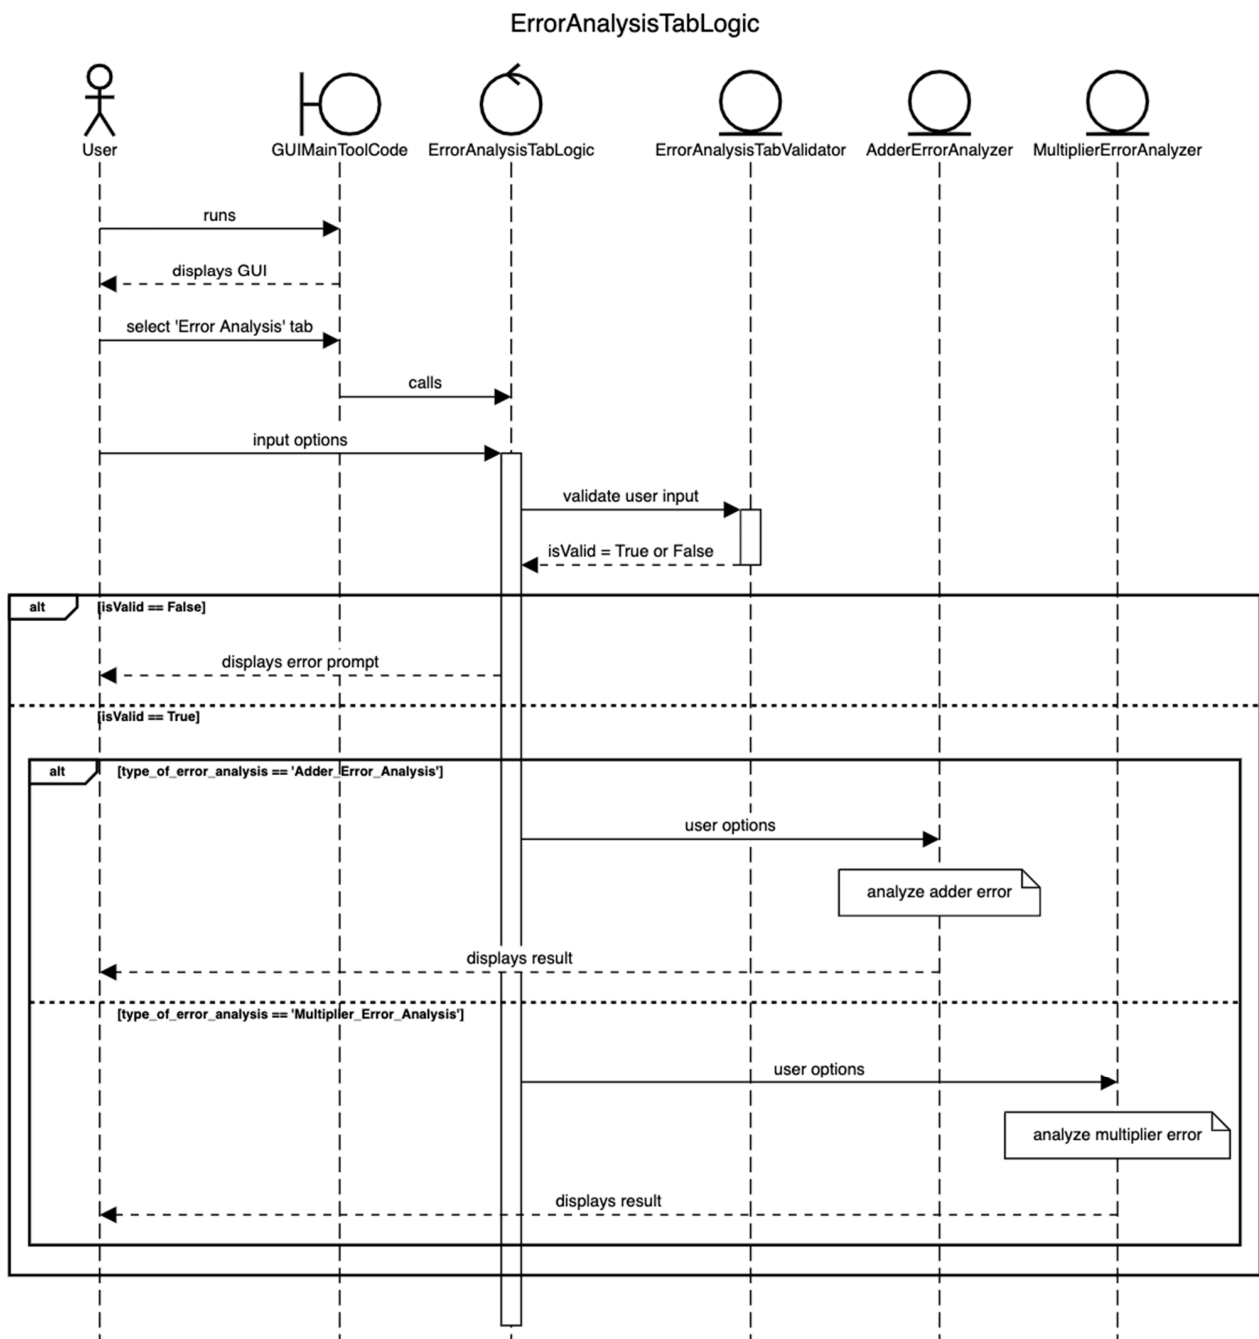 ErrorAnalysisTabLogic
User
GUIMainToolCode
ErrorAnalysisTabLogic
ErrorAnalysisTabValidator
AdderErrorAnalyzer
MultiplierErrorAnalyzer
runs
displays GUI
select 'Error Analysis' tab
calls
input options
validate user input
isValid = True or False
alt
[isValid == False]
displays error prompt
[isValid == True]
alt
[type_of_error_analysis == 'Adder_Error_Analysis']
user options
analyze adder error
displays result
[type_of_error_analysis == 'Multiplier_Error_Analysis']
user options
analyze multiplier error
displays result